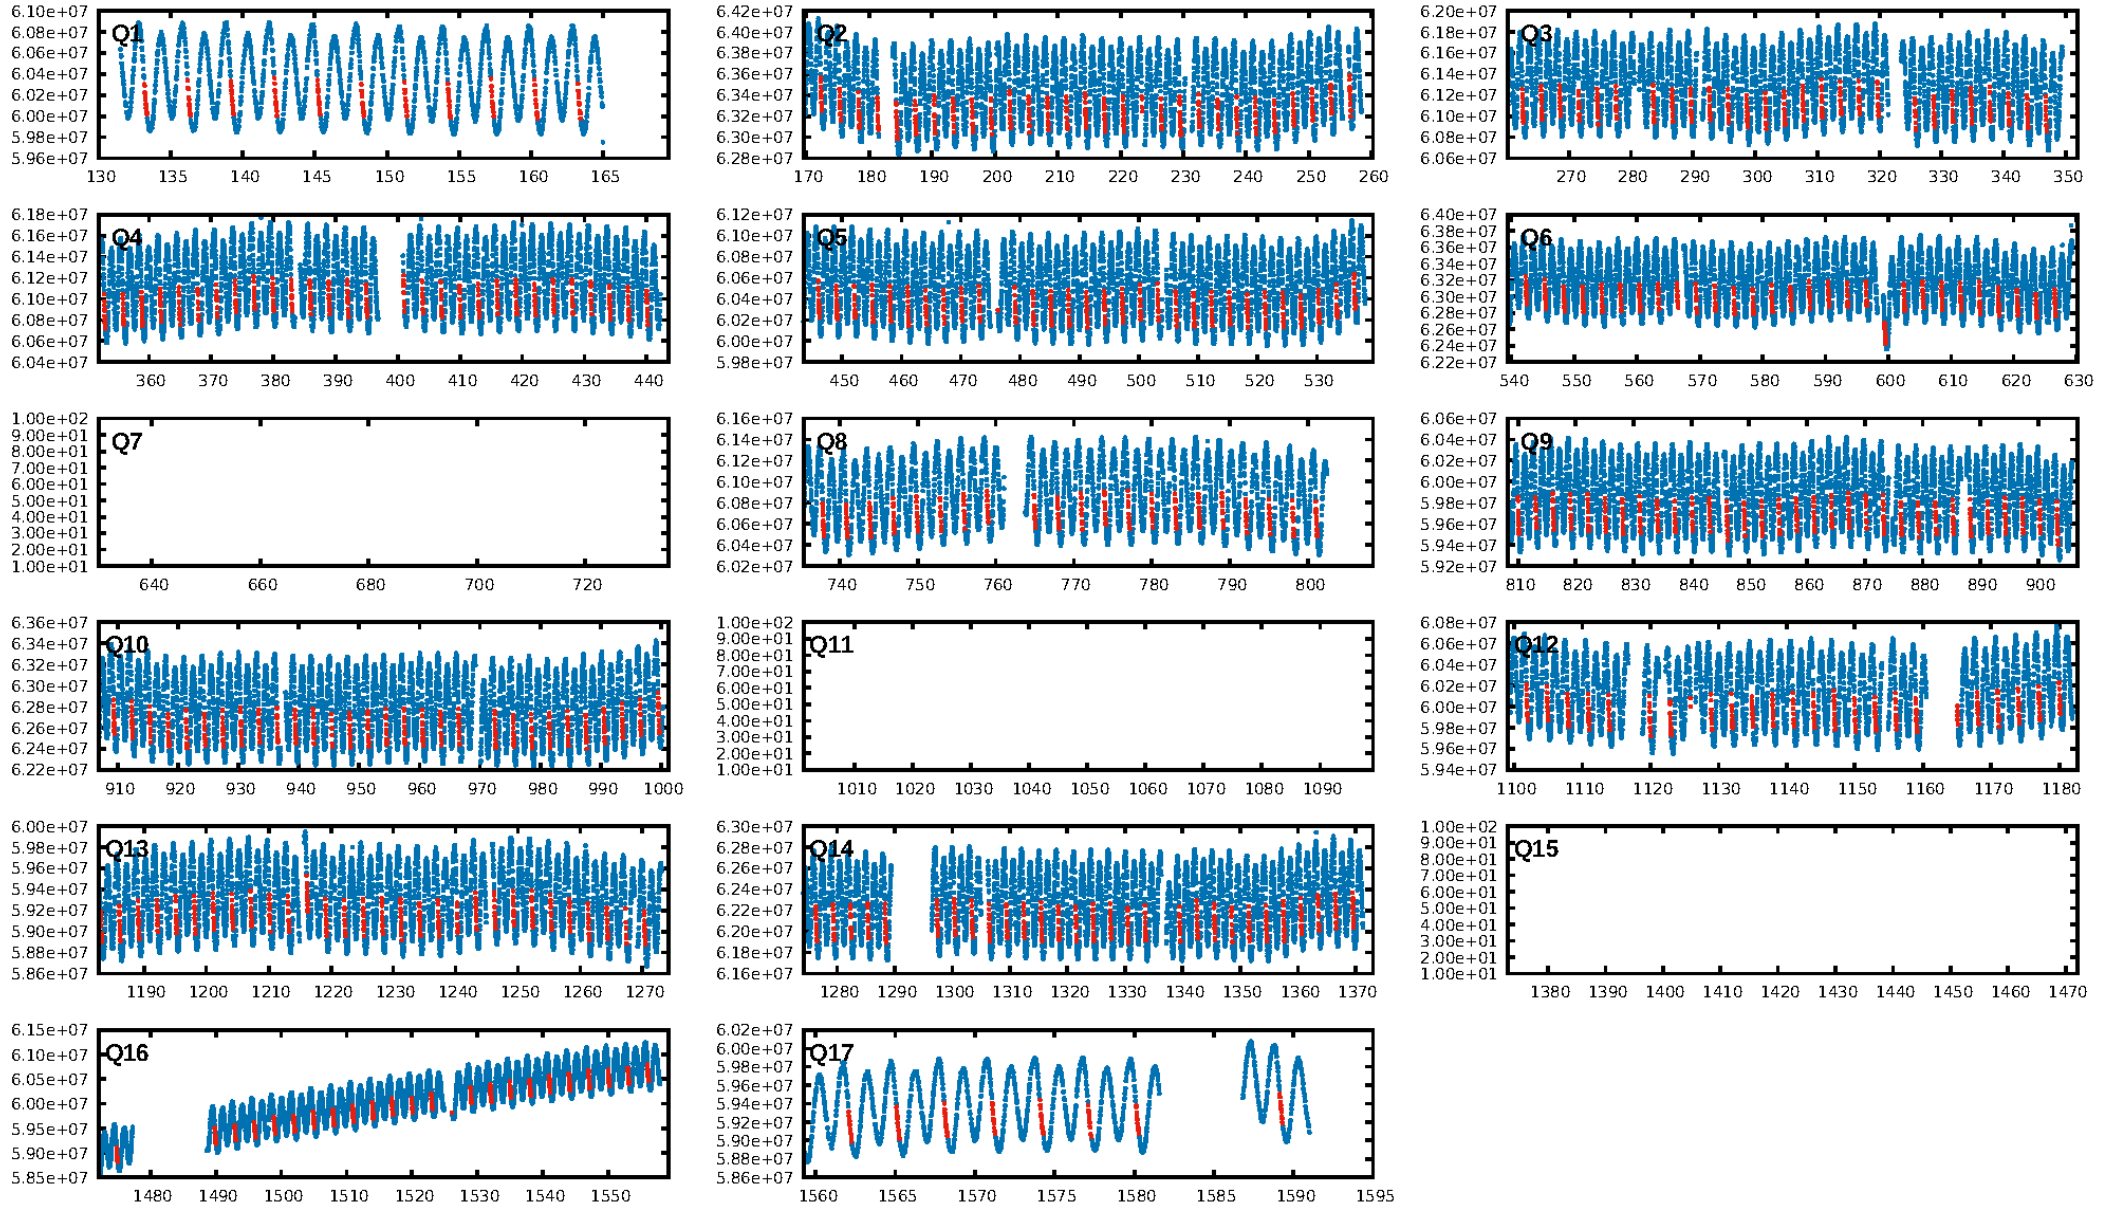 6.10e+07
6.08e+07
6.06e+07
6.04e+07
6.02e+07
6.00e+07
5.98e+07
5.96e+07
Q1
130 135 140 145 150 155 160 165
6.42e+07
6.40e+07
6.38e+07
6.36e+07
6.34e+07
6.33e+07
6.30e+07
6.28e+07
Q2
170 180 190 200 210 220 230 240 250 260
6.20e+07
6.18e+07
6.16e+07
6.14e+07
6.12e+07
6.10e+07
6.08e+07
6.06e+07
Q3
270 280 290 300 310 320 330 340 350
6.18e+07
6.16e+07
6.14e+07
6.12e+07
6.10e+07
6.08e+07
6.06e+07
6.04e+07
Q4
360 370 380 390 400 410 420 430 440
6.12e+07
6.10e+07
6.08e+07
6.06e+07
6.04e+07
6.02e+07
6.00e+07
5.98e+07
Q5
450 460 470 480 490 500 510 520 530
6.40e+07
6.38e+07
6.36e+07
6.34e+07
6.32e+07
6.30e+07
6.28e+07
6.26e+07
6.24e+07
6.22e+07
Q6
540 550 560 570 580 590 600 610 620 630
1.00e+02
9.00e+01
8.00e+01
7.00e+01
6.00e+01
5.00e+01
4.00e+01
3.00e+01
2.00e+01
1.00e+01
Q7
640 660 680 700 720
6.16e+07
6.14e+07
6.12e+07
6.10e+07
6.08e+07
6.06e+07
6.04e+07
6.02e+07
Q8
740 750 760 770 780 790 800
6.06e+07
6.04e+07
6.02e+07
6.00e+07
5.98e+07
5.96e+07
5.94e+07
5.92e+07
Q9
810 820 830 840 850 860 870 880 890 900
6.36e+07
6.34e+07
6.32e+07
6.30e+07
6.28e+07
6.26e+07
6.24e+07
6.22e+07
Q10
910 920 930 940 950 960 970 980 990 1000
1.00e+02
9.00e+01
8.00e+01
7.00e+01
6.00e+01
5.00e+01
4.00e+01
3.00e+01
2.00e+01
1.00e+01
Q11
1010 1020 1030 1040 1050 1060 1070 1080 1090
6.08e+07
6.06e+07
6.04e+07
6.02e+07
6.00e+07
5.98e+07
5.96e+07
5.94e+07
Q12
1100 1110 1120 1130 1140 1150 1160 1170 1180
6.00e+07
5.98e+07
5.96e+07
5.94e+07
5.92e+07
5.90e+07
5.88e+07
5.86e+07
Q13
1190 1200 1210 1220 1230 1240 1250 1260 1270
6.30e+07
6.28e+07
6.26e+07
6.24e+07
6.22e+07
6.20e+07
6.18e+07
6.16e+07
Q14
1280 1290 1300 1310 1320 1330 1340 1350 1360 1370
1.00e+02
9.00e+01
8.00e+01
7.00e+01
6.00e+01
5.00e+01
4.00e+01
3.00e+01
2.00e+01
1.00e+01
Q15
1380 1390 1400 1410 1420 1430 1440 1450 1460 1470
6.15e+07
6.10e+07
6.05e+07
6.00e+07
5.95e+07
5.90e+07
5.85e+07
Q16
1480 1490 1500 1510 1520 1530 1540 1550
6.02e+07
6.00e+07
5.98e+07
5.96e+07
5.94e+07
5.92e+07
5.90e+07
5.88e+07
5.86e+07
Q17
1560 1565 1570 1575 1580 1585 1590 1595